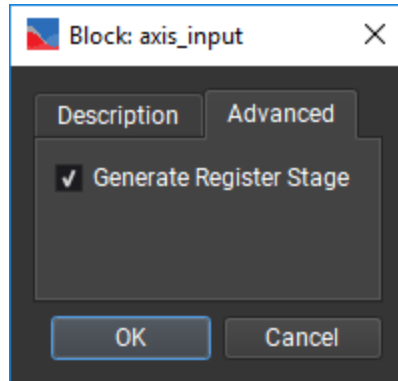 Block: axis_input
Description
Advanced
Generate Register Stage
OK
Cancel